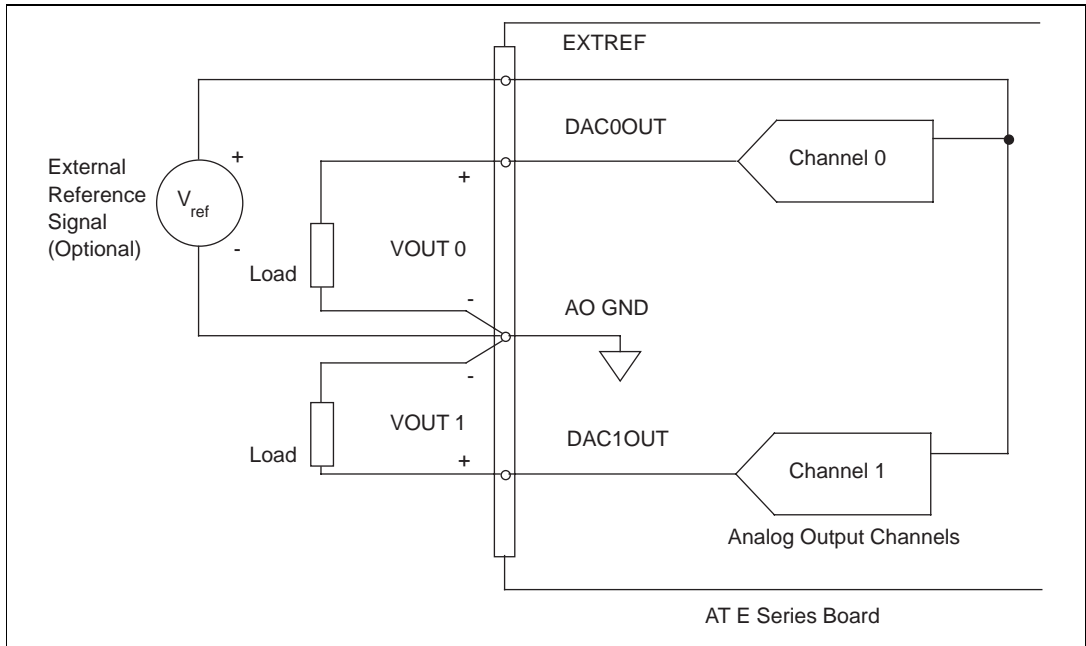 EXTREF
DAC0OUT
Channel 0
+
External
Reference
Signal
(Optional)
Vref
-
+
VOUT 0
Load
-
AO GND
-
VOUT 1
Load
+
DAC1OUT
Channel 1
Analog Output Channels
AT E Series Board